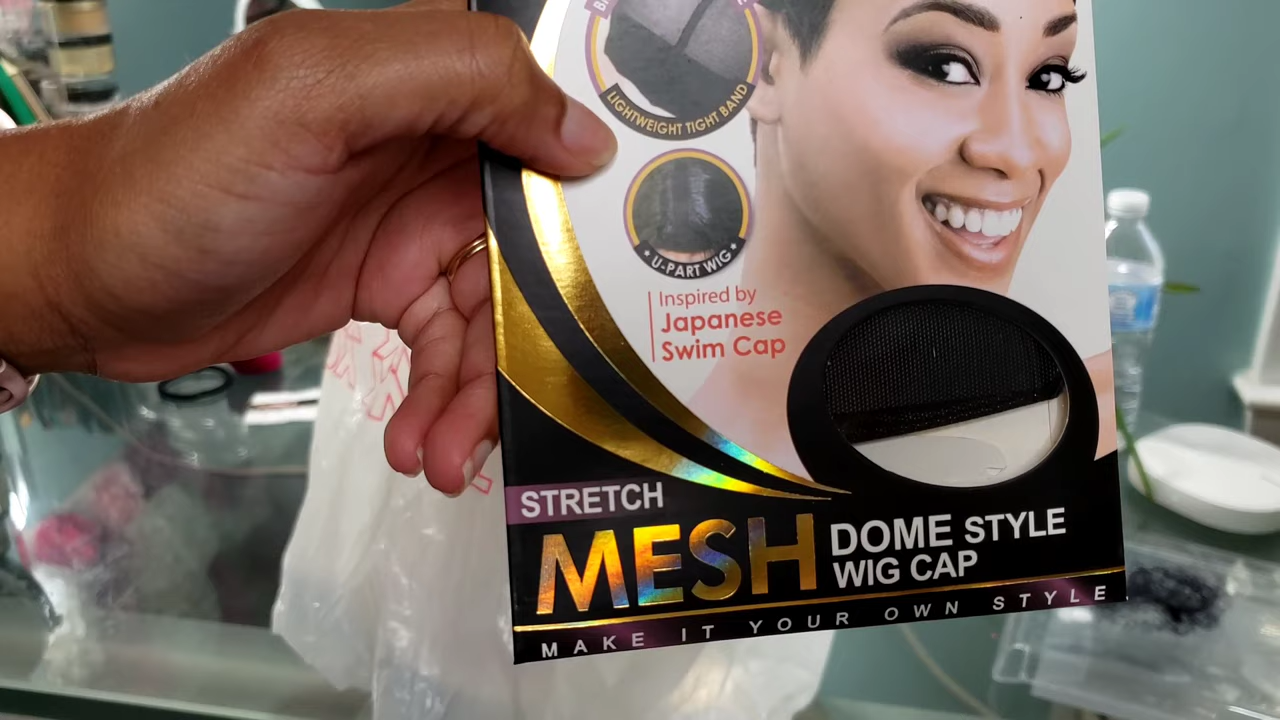 LIGHTWEIGHT TIGHT BAND
U-PART WIG
Inspired by
Japanese
Swim Cap
STRETCH
MESH
DOME STYLE
WIG CAP
MAKE IT YOUR OWN STYLE